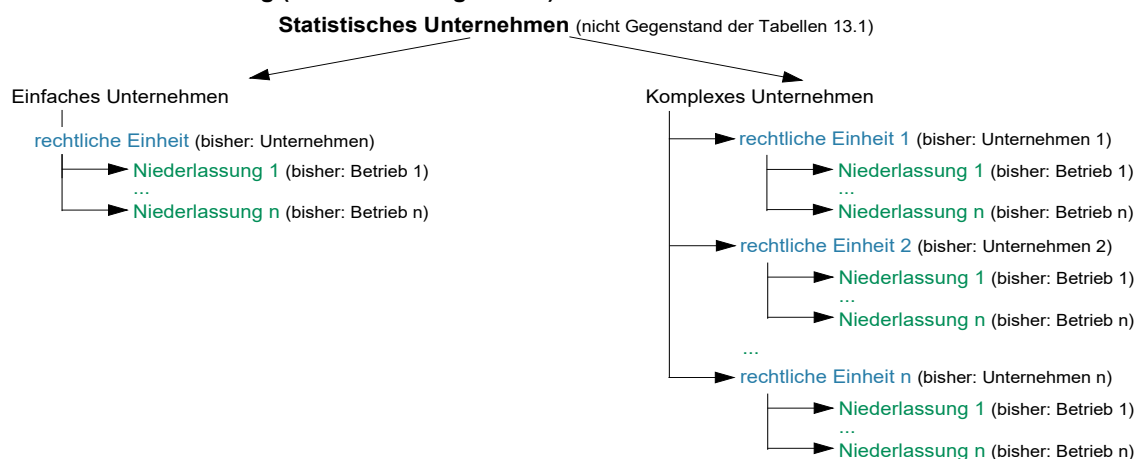 Statistisches Unternehmen (nicht Gegenstand der Tabellen 13.1)
Einfaches Unternehmen
rechtliche Einheit (bisher: Unternehmen)
Niederlassung 1 (bisher: Betrieb 1)
...
Niederlassung n (bisher: Betrieb n)
Komplexes Unternehmen
rechtliche Einheit 1 (bisher: Unternehmen 1)
Niederlassung 1 (bisher: Betrieb 1)
...
Niederlassung n (bisher: Betrieb n)
rechtliche Einheit 2 (bisher: Unternehmen 2)
Niederlassung 1 (bisher: Betrieb 1)
...
Niederlassung n (bisher: Betrieb n)
...
rechtliche Einheit n (bisher: Unternehmen n)
Niederlassung 1 (bisher: Betrieb 1)
...
Niederlassung n (bisher: Betrieb n)